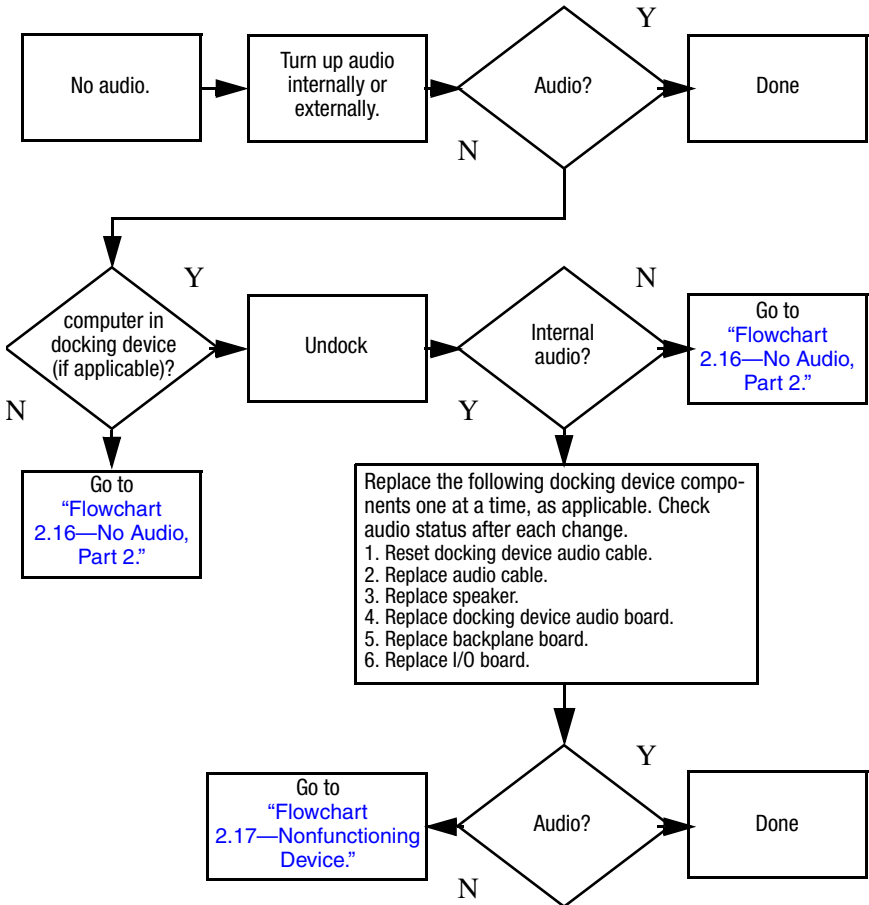 No audio.
Turn up audio
internally or
externally.
Audio?
Y
N
Done
computer in
docking device
(if applicable)?
Y
N
Undock
Internal
audio?
N
Y
Go to
“Flowchart
2.16—No Audio,
Part 2.”
Go to
“Flowchart
2.16—No Audio,
Part 2.”
Replace the following docking device compo-
nents one at a time, as applicable. Check
audio status after each change.
1. Reset docking device audio cable.
2. Replace audio cable.
3. Replace speaker.
4. Replace docking device audio board.
5. Replace backplane board.
6. Replace I/O board.
Go to
“Flowchart
2.17—Nonfunctioning
Device.”
Audio?
Y
N
Done